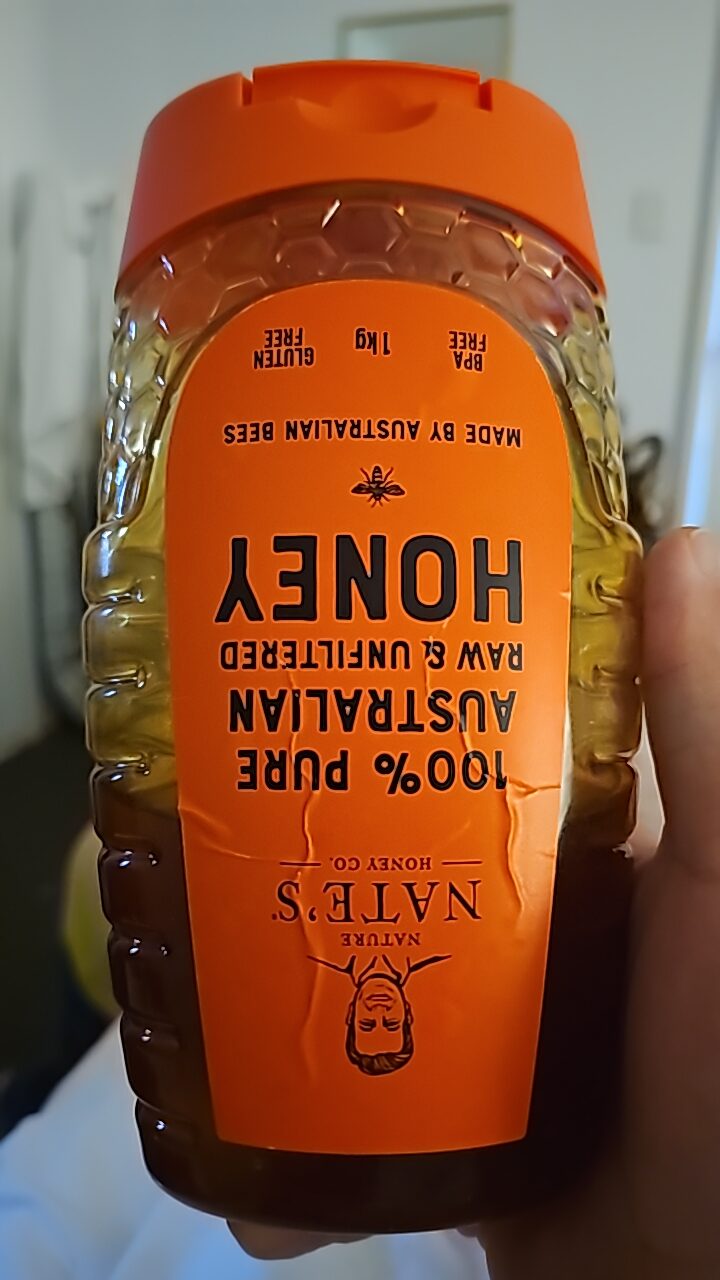 NATURE
NATE'S®
HONEY CO.
100% PURE
AUSTRALIAN
RAW & UNFILTERED
HONEY
MADE BY AUSTRALIAN BEES
BPA FREE
1kg
GLUTEN FREE